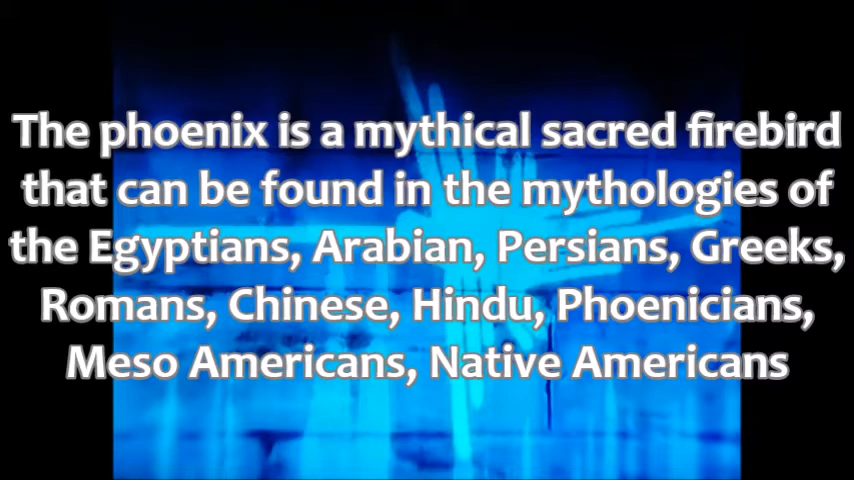 The phoenix is a mythical sacred firebird
that can be found in the mythologies of
the Egyptians, Arabian, Persians, Greeks,
Romans, Chinese, Hindu, Phoenicians,
Meso Americans, Native Americans